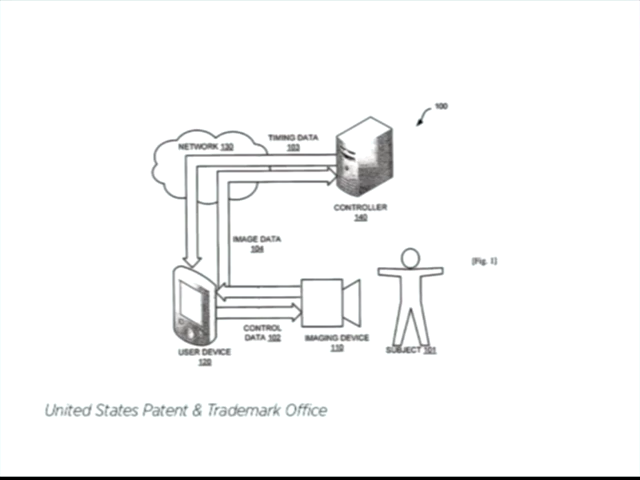 100
TIMING DATA
103
NETWORK 130
CONTROLLER
140
IMAGE DATA
104
[Fig. 1]
CONTROL
DATA 102
IMAGING DEVICE
110
USER DEVICE
120
SUBJECT 101
United States Patent & Trademark Office